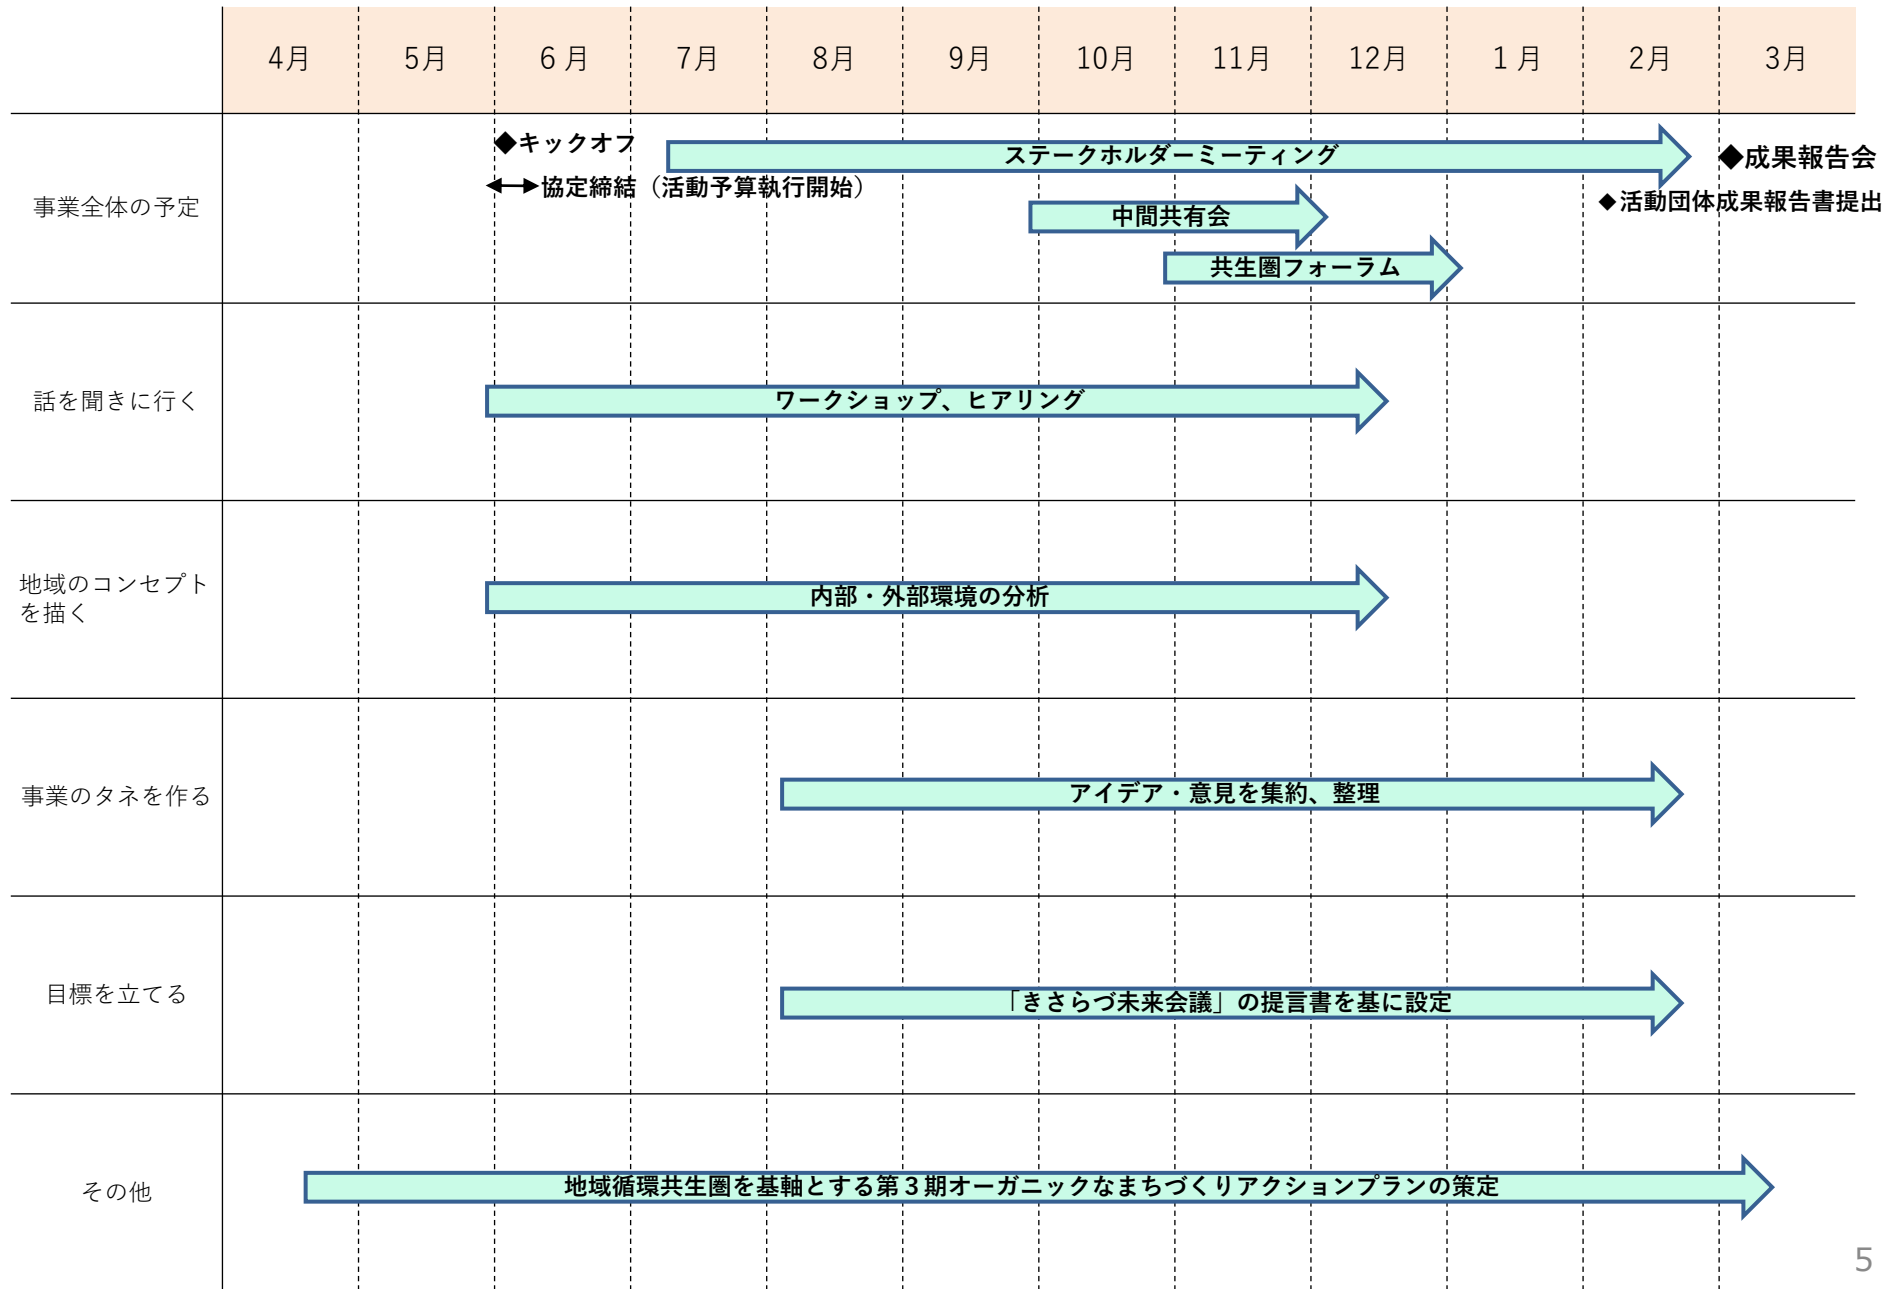 4月
5月
6 月
7月
8月
9月
10月
11月
12月
1 月
2月
3月
事業全体の予定
◆キックオフ
協定締結（活動予算執行開始）
ステークホルダーミーティング
中間共有会
共生圏フォーラム
◆成果報告会
◆活動団体成果報告書提出
話を聞きに行く
ワークショップ、ヒアリング
地域のコンセプト
を描く
内部・外部環境の分析
事業のタネを作る
アイデア・意見を集約、整理
目標を立てる
「きさらづ未来会議」の提言書を基に設定
その他
地域循環共生圏を基軸とする第３期オーガニックなまちづくりアクションプランの策定
5